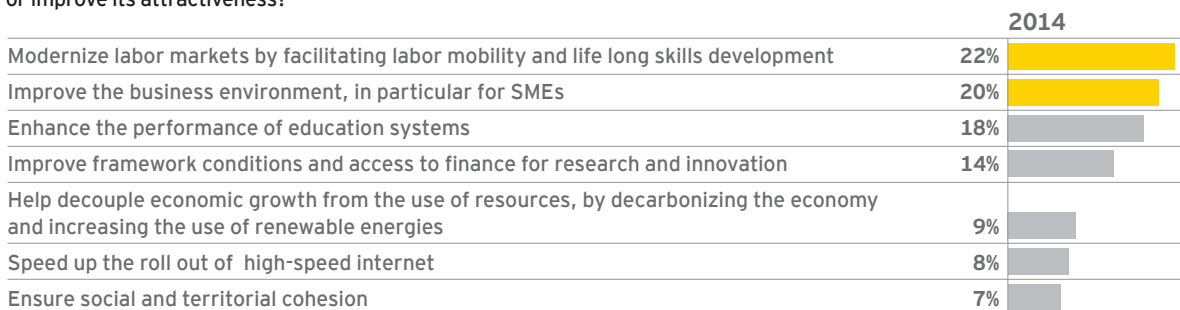 or improve its attractiveness?
2014
Modernize labor markets by facilitating labor mobility and life long skills development 22%
Improve the business environment, in particular for SMEs 20%
Enhance the performance of education systems 18%
Improve framework conditions and access to finance for research and innovation 14%
Help decouple economic growth from the use of resources, by decarbonizing the economy
and increasing the use of renewable energies 9%
Speed up the roll out of high-speed internet 8%
Ensure social and territorial cohesion 7%